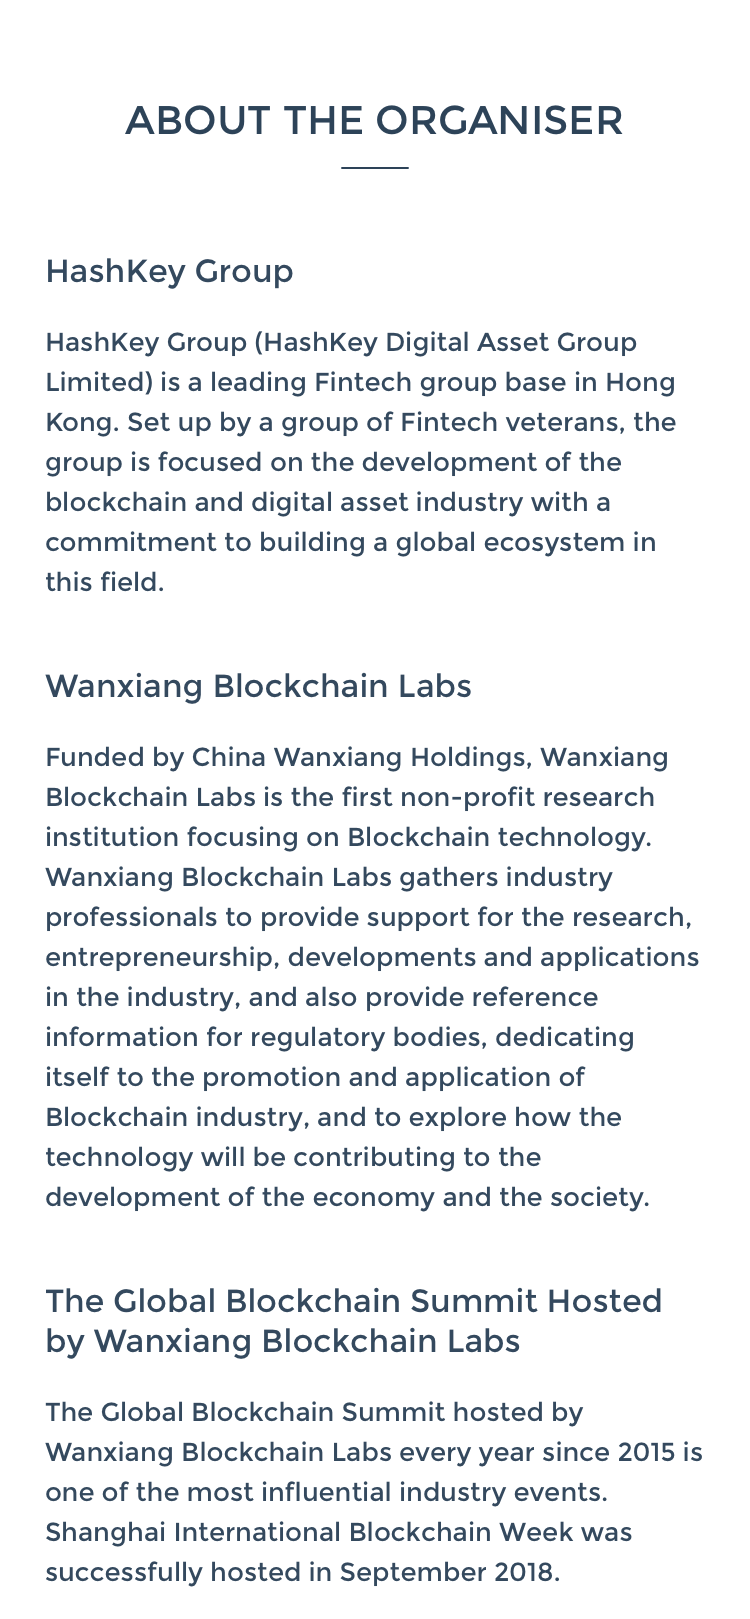 ABOUT THE ORGANISER
HashKey Group
HashKey Group (HashKey Digital Asset Group
Limited) is a leading Fintech group base in Hong
Kong. Set up by a group of Fintech veterans, the
group is focused on the development of the
blockchain and digital asset industry with a
commitment to building a global ecosystem in
this field.
Wanxiang Blockchain Labs
Funded by China Wanxiang Holdings, Wanxiang
Blockchain Labs is the first non-profit research
institution focusing on Blockchain technology.
Wanxiang Blockchain Labs gathers industry
professionals to provide support for the research,
entrepreneurship, developments and applications
in the industry, and also provide reference
information for regulatory bodies, dedicating
itself to the promotion and application of
Blockchain industry, and to explore how the
technology will be contributing to the
development of the economy and the society.
The Global Blockchain Summit Hosted
by Wanxiang Blockchain Labs
The Global Blockchain Summit hosted by
Wanxiang Blockchain Labs every year since 2015 is
one of the most influential industry events.
Shanghai International Blockchain Week was
successfully hosted in September 2018.